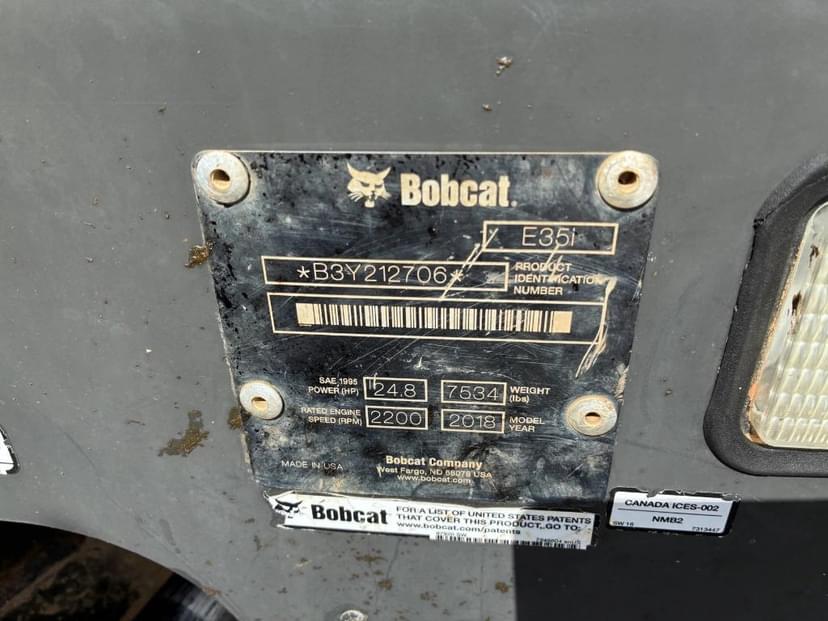 Bobcat.
E35i
*B3Y212706*
PRODUCT
IDENTIFICATION
NUMBER
SAE 1995
POWER (HP)
24.8
7534
WEIGHT
(lbs)
RATED ENGINE
SPEED (RPM)
2200
2018
MODEL
YEAR
MADE IN USA
Bobcat Company
West Fargo, ND 58078 USA
www.bobcat.com
Bobcat
FOR A LIST OF UNITED STATES PATENTS
THAT COVER THIS PRODUCT, GO TO:
www.bobcat.com/patents
CANADA ICES-002
NMB2
SW 16
7313447